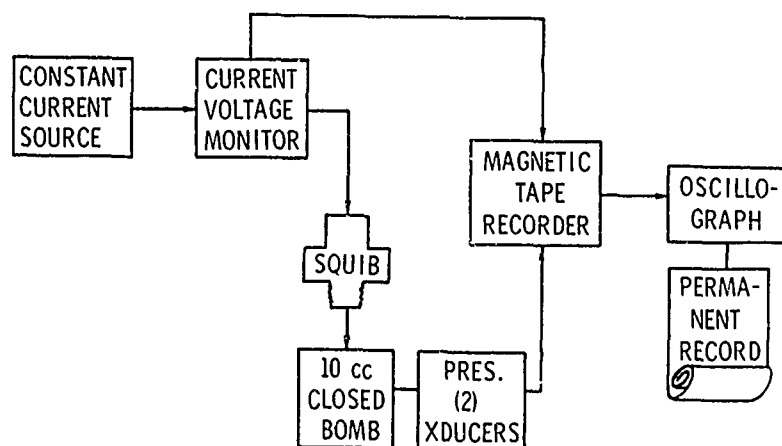 CONSTANT
CURRENT
SOURCE
CURRENT
VOLTAGE
MONITOR
MAGNETIC
TAPE
RECORDER
OSCILLO-
GRAPH
SQUIB
PERMA-
NENT
RECORD
10 cc
CLOSED
BOMB
PRES.
(2)
XDUCERS